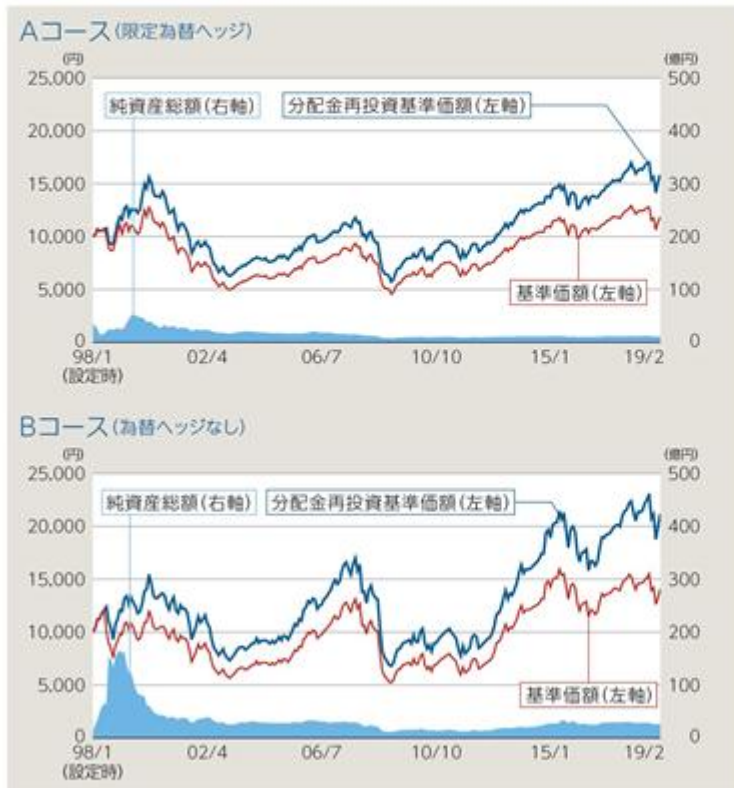 Aコース(限定為替ヘッジ)
(円) (億円)
25,000 500
純資産総額(右軸) 分配金再投資基準価額(左軸)
20,000 400
15,000 300
10,000 200
基準価額(左軸)
5,000 100
0 0
98/1 02/4 06/7 10/10 15/1 19/2
(設定時)
Bコース(為替ヘッジなし)
(円) (億円)
25,000 500
純資産総額(右軸) 分配金再投資基準価額(左軸)
20,000 400
15,000 300
10,000 200
基準価額(左軸)
5,000 100
0 0
98/1 02/4 06/7 10/10 15/1 19/2
(設定時)